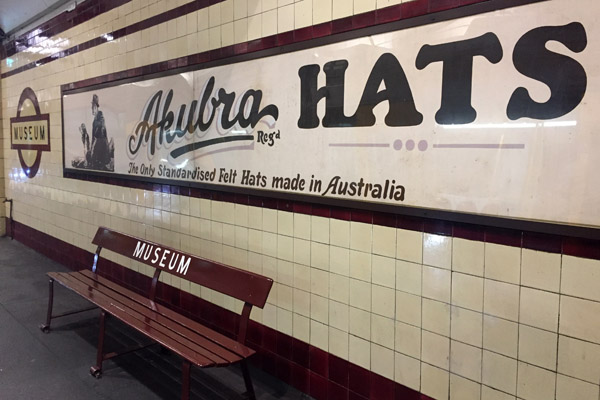 MUSEUM
Akubra Reg'd HATS
The Only Standardised Felt Hats made in Australia
MUSEUM